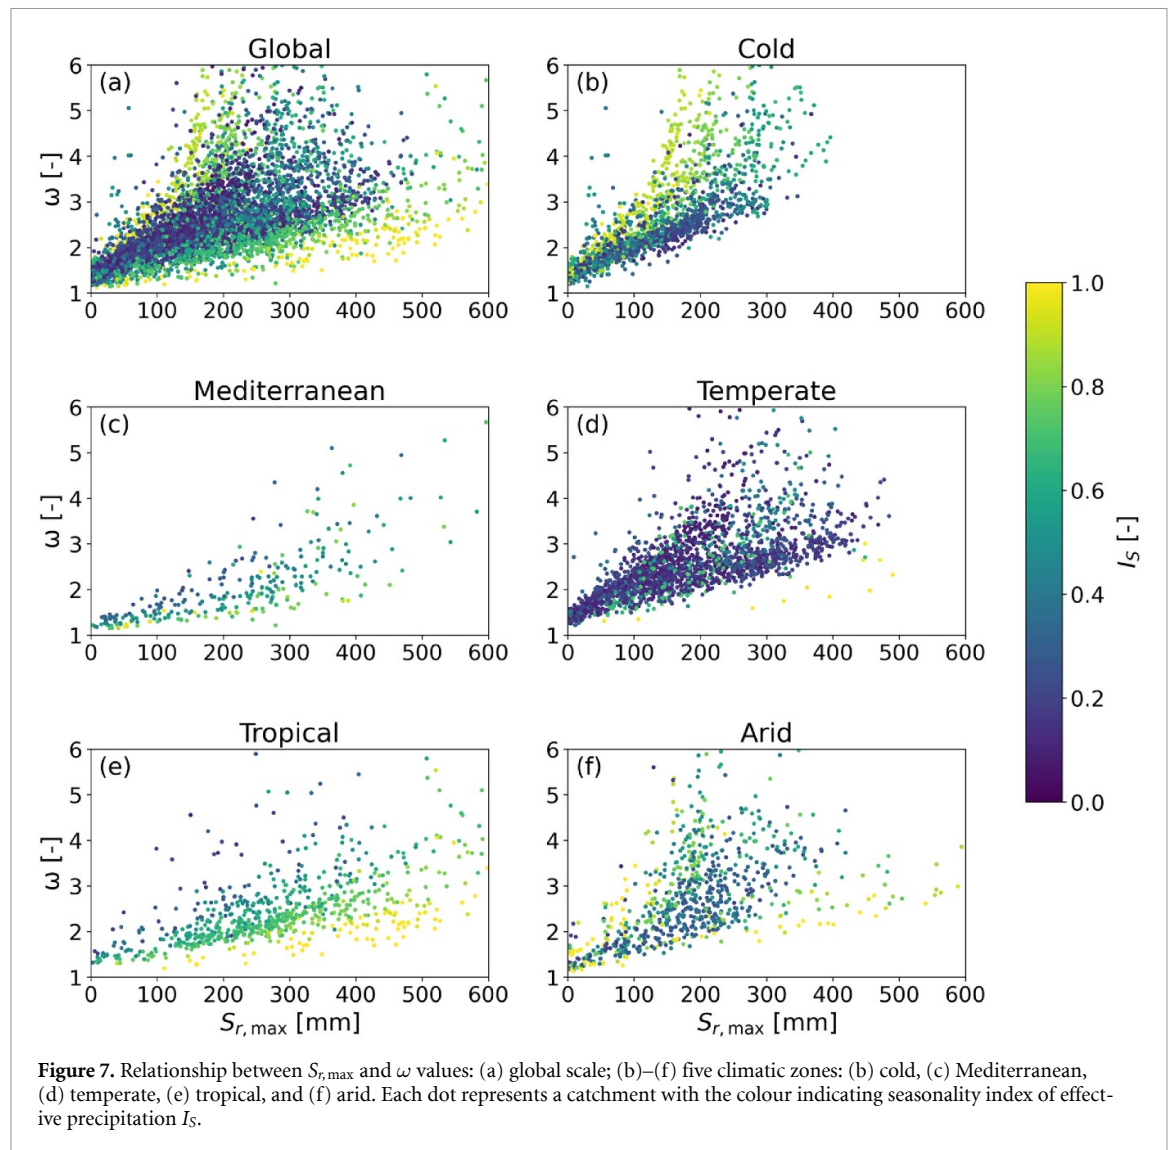 Global
(a)
6
5
4
3
2
1
ω [-]
0 100 200 300 400 500 600
Cold
(b)
6
5
4
3
2
1
0 100 200 300 400 500 600
Mediterranean
(c)
6
5
4
3
2
1
ω [-]
0 100 200 300 400 500 600
Temperate
(d)
6
5
4
3
2
1
0 100 200 300 400 500 600
Tropical
(e)
6
5
4
3
2
1
ω [-]
0 100 200 300 400 500 600
Sr, max [mm]
Arid
(f)
6
5
4
3
2
1
0 100 200 300 400 500 600
Sr, max [mm]
1.0
0.8
0.6
0.4
0.2
0.0
IS [-]
Figure 7. Relationship between Sr,max and ω values: (a) global scale; (b)–(f) five climatic zones: (b) cold, (c) Mediterranean,
(d) temperate, (e) tropical, and (f) arid. Each dot represents a catchment with the colour indicating seasonality index of effect-
ive precipitation IS.